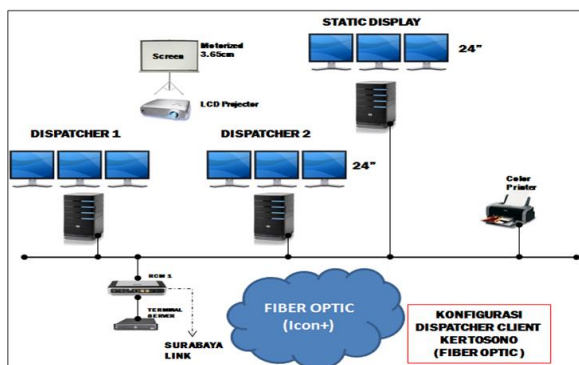 STATIC DISPLAY
24"
Motorized
3.65cm
Screen
LCD Projector
DISPATCHER 1
DISPATCHER 2
24"
Color
Printer
RCM 1
TERMINAL
SERVER
SURABAYA
LINK
FIBER OPTIC
(Icon+)
KONFIGURASI
DISPATCHER CLIENT
KERTOSONO
(FIBER OPTIC )